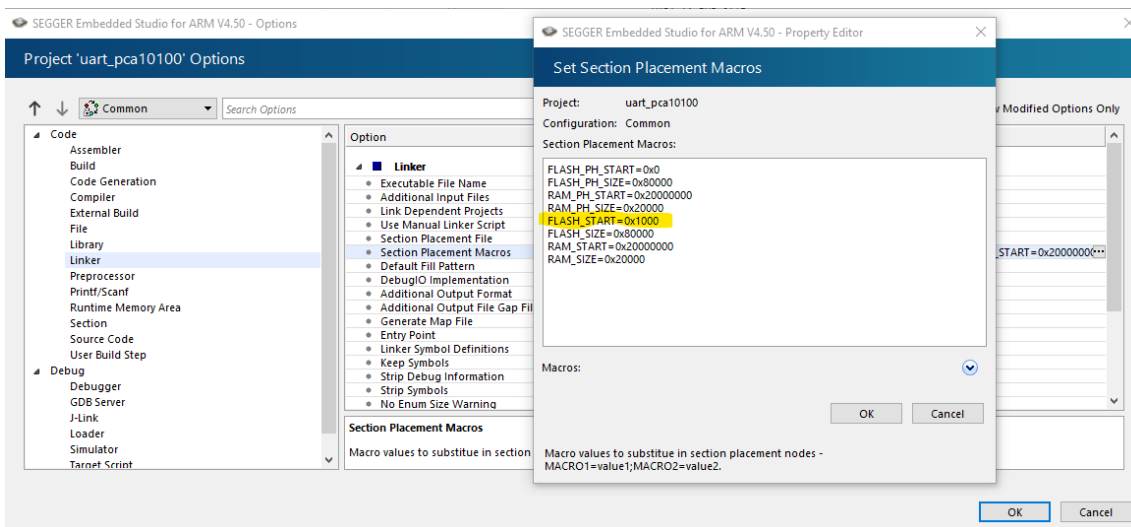 SEGGER Embedded Studio for ARM V4.50 - Options
Project 'uart_pca10100' Options
Common
Search Options
Modified Options Only
Code
Assembler
Build
Code Generation
Compiler
External Build
File
Library
Linker
Preprocessor
Printf/Scanf
Runtime Memory Area
Section
Source Code
User Build Step
Debug
Debugger
GDB Server
J-Link
Loader
Simulator
Target Script
Option
Linker
Executable File Name
Additional Input Files
Link Dependent Projects
Use Manual Linker Script
Section Placement File
Section Placement Macros
_START=0x2000000(...
Default Fill Pattern
DebugIO Implementation
Additional Output Format
Additional Output File Gap Fil
Generate Map File
Entry Point
Linker Symbol Definitions
Keep Symbols
Strip Debug Information
Strip Symbols
No Enum Size Warning
Section Placement Macros
Macro values to substitue in section
OK
Cancel
SEGGER Embedded Studio for ARM V4.50 - Property Editor
Set Section Placement Macros
Project: uart_pca10100
Configuration: Common
Section Placement Macros:
FLASH_PH_START=0x0
FLASH_PH_SIZE=0x80000
RAM_PH_START=0x20000000
RAM_PH_SIZE=0x20000
FLASH_START=0x1000
FLASH_SIZE=0x80000
RAM_START=0x20000000
RAM_SIZE=0x20000
Macros:
OK
Cancel
Macro values to substitue in section placement nodes -
MACRO1=value1;MACRO2=value2.